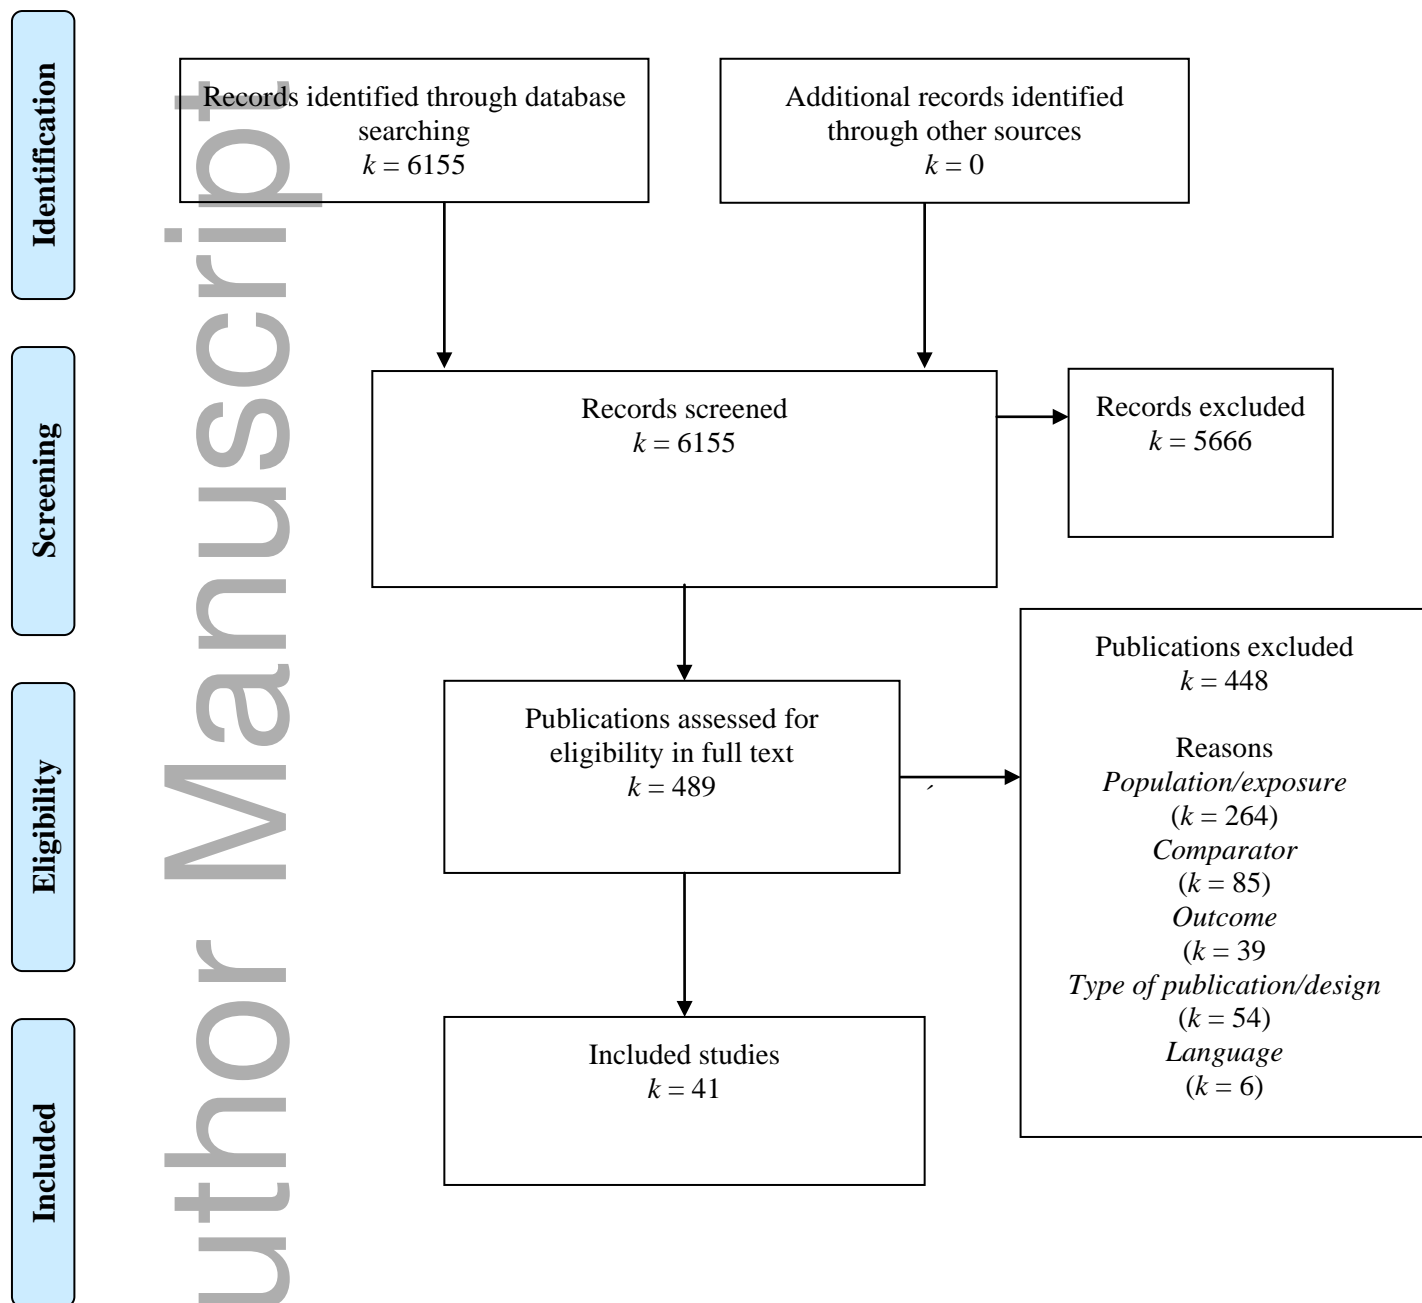 Identification
Records identified through database
searching
k = 6155
Additional records identified
through other sources
k = 0
Screening
Records screened
k = 6155
Records excluded
k = 5666
Eligibility
Publications assessed for
eligibility in full text
k = 489
Publications excluded
k = 448
Reasons
Population/exposure
(k = 264)
Comparator
(k = 85)
Outcome
(k = 39
Type of publication/design
(k = 54)
Language
(k = 6)
Included
Included studies
k = 41
uthor Manuscript